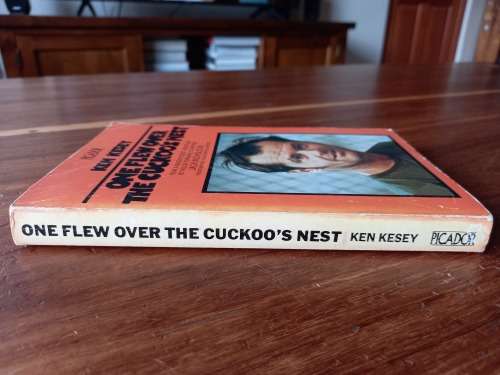 KEN KESEY
ONE FLEW OVER
THE CUCKOO'S NEST
ONE FLEW OVER THE CUCKOO'S NEST KEN KESEY PICADOR